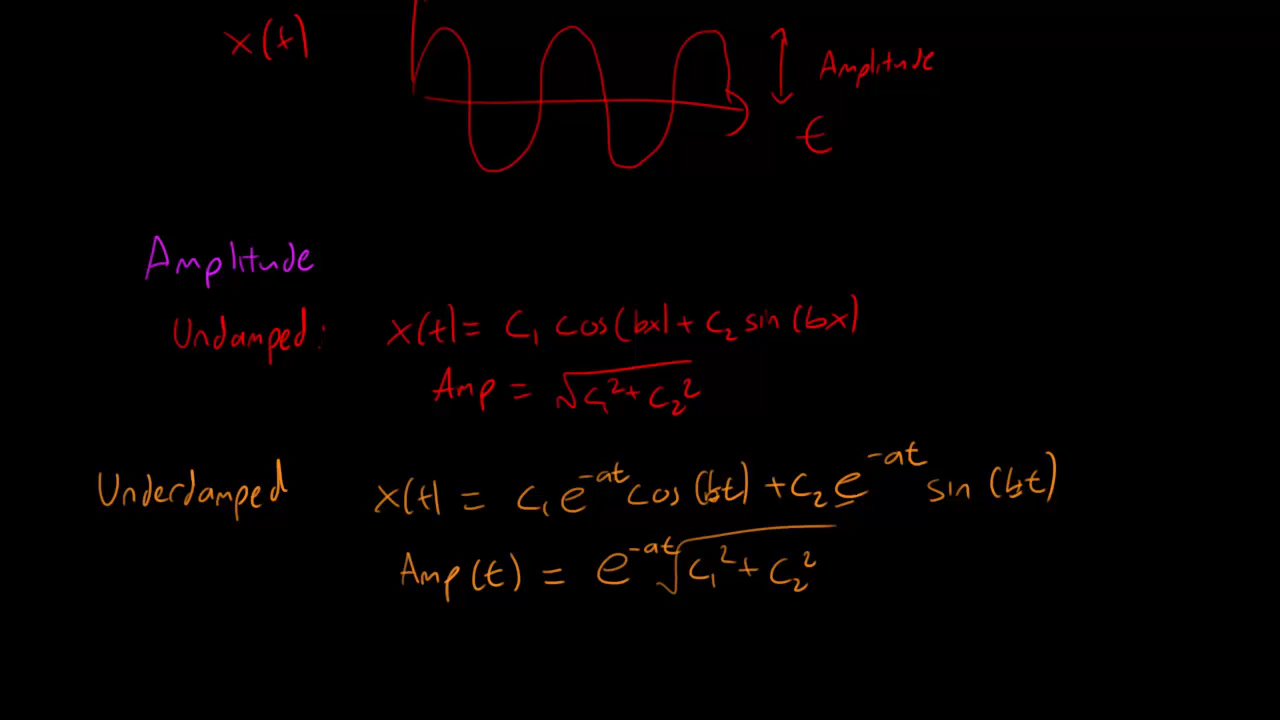 x(t)
Amplitude
t
Amplitude
Undamped: x(t) = C₁ cos(bx) + C₂ sin(bx)
Amp = √(C₁² + C₂²)
Underdamped x(t) = C₁e^(-at) cos(bt) + C₂e^(-at) sin(bt)
Amp(t) = e^(-at) √(C₁² + C₂²)